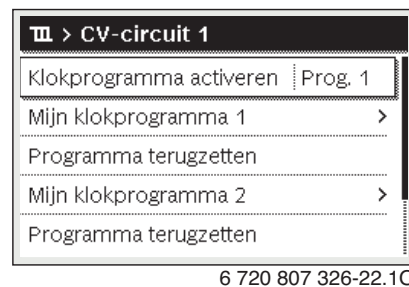 > CV-circuit 1
Klokprogramma activeren Prog. 1
Mijn klokprogramma 1 >
Programma terugzetten
Mijn klokprogramma 2 >
Programma terugzetten
6 720 807 326-22.1O